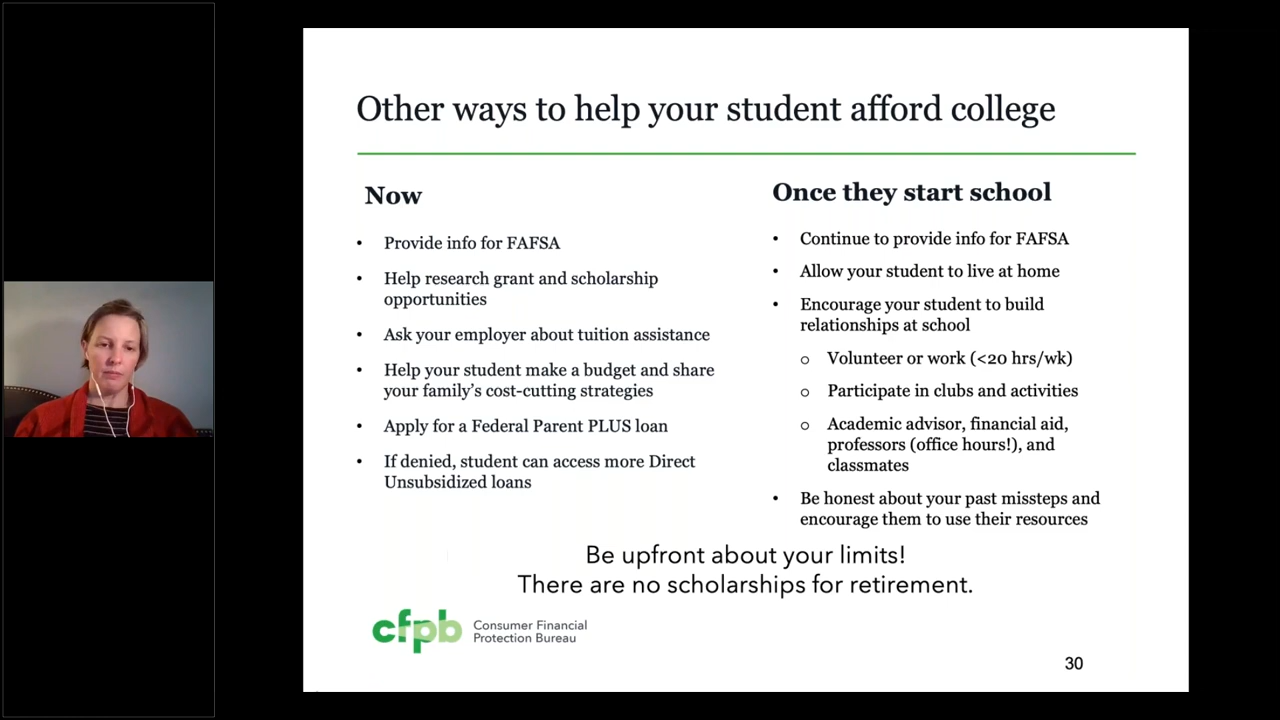 Other ways to help your student afford college
Now
• Provide info for FAFSA
• Help research grant and scholarship
opportunities
• Ask your employer about tuition assistance
• Help your student make a budget and share
your family’s cost-cutting strategies
• Apply for a Federal Parent PLUS loan
• If denied, student can access more Direct
Unsubsidized loans
Once they start school
• Continue to provide info for FAFSA
• Allow your student to live at home
• Encourage your student to build
relationships at school
o Volunteer or work (<20 hrs/wk)
o Participate in clubs and activities
o Academic advisor, financial aid,
professors (office hours!), and
classmates
• Be honest about your past missteps and
encourage them to use their resources
Be upfront about your limits!
There are no scholarships for retirement.
cfpb
Consumer Financial
Protection Bureau
30